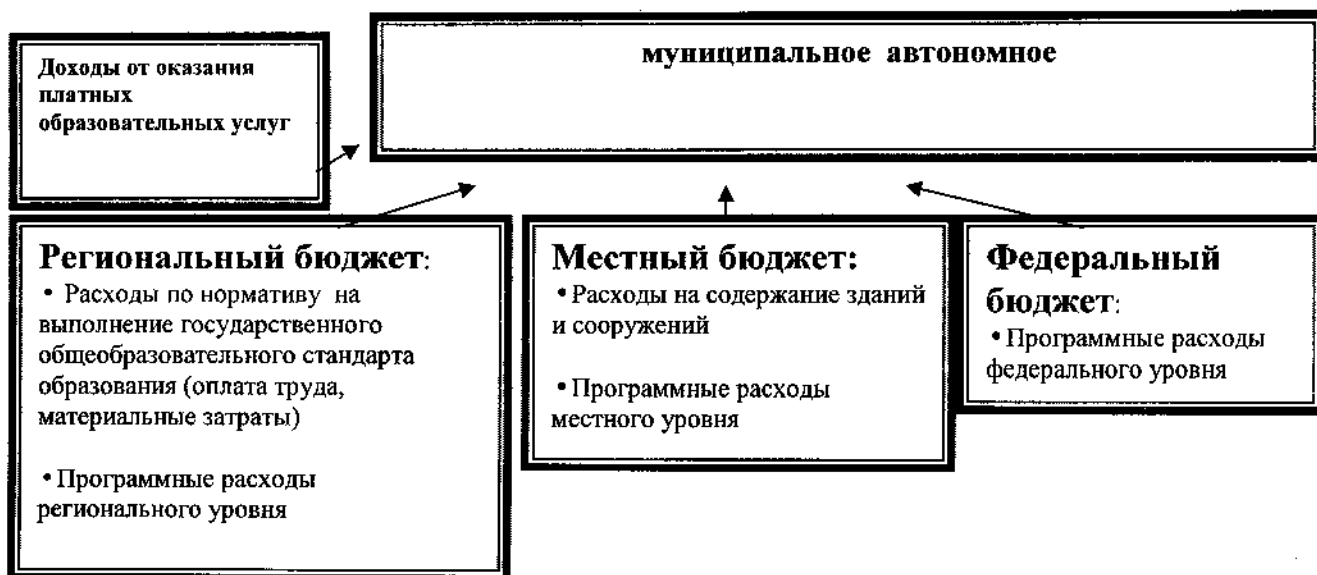 Доходы от оказания
платных
образовательных услуг
муниципальное автономное
Региональный бюджет:
• Расходы по нормативу на
выполнение государственного
общеобразовательного стандарта
образования (оплата труда,
материальные затраты)
• Программные расходы
регионального уровня
Местный бюджет:
• Расходы на содержание зданий
и сооружений
• Программные расходы
местного уровня
Федеральный
бюджет:
• Программные расходы
федерального уровня